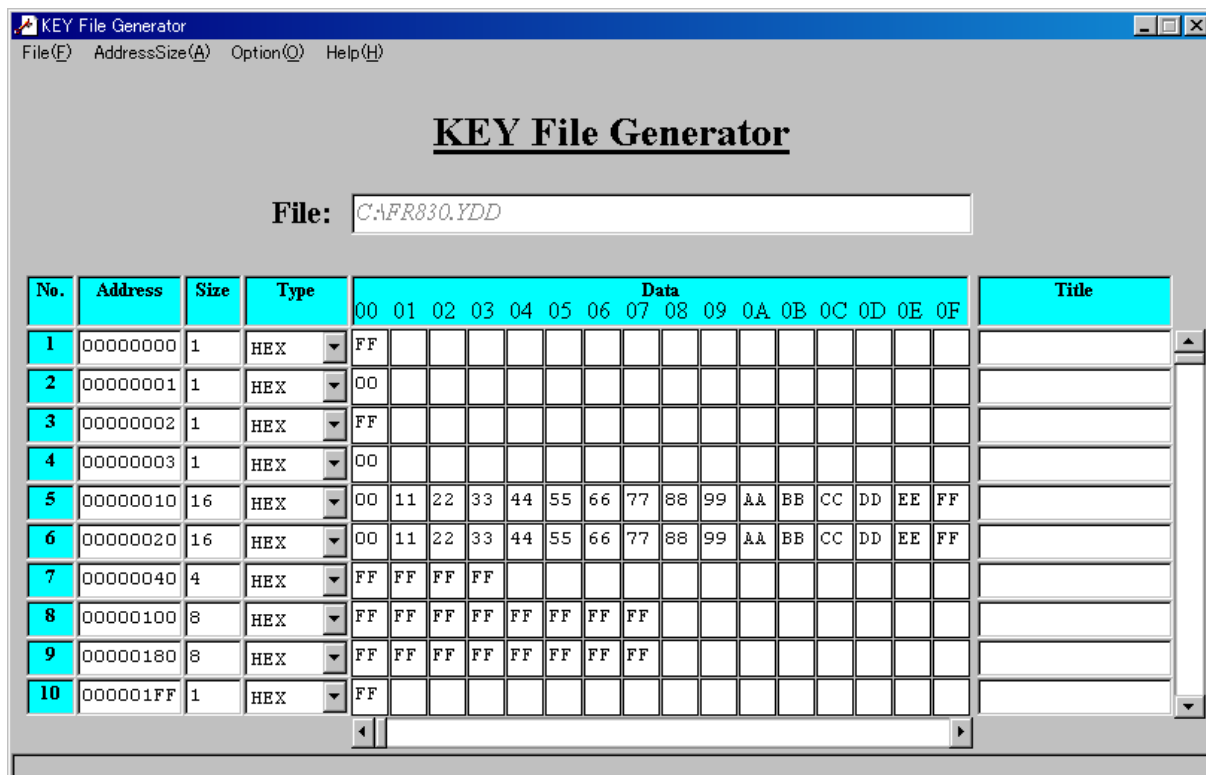 KEY File Generator
File(F) AddressSize(A) Option(O) Help(H)
KEY File Generator
File: C:\FR830.YDD
No. Address Size Type Data Title
00 01 02 03 04 05 06 07 08 09 0A 0B 0C 0D 0E 0F
1 00000000 1 HEX FF
2 00000001 1 HEX 00
3 00000002 1 HEX FF
4 00000003 1 HEX 00
5 00000010 16 HEX 00 11 22 33 44 55 66 77 88 99 AA BB CC DD EE FF
6 00000020 16 HEX 00 11 22 33 44 55 66 77 88 99 AA BB CC DD EE FF
7 00000040 4 HEX FF FF FF FF
8 00000100 8 HEX FF FF FF FF FF FF FF FF
9 00000180 8 HEX FF FF FF FF FF FF FF FF
10 000001FF 1 HEX FF